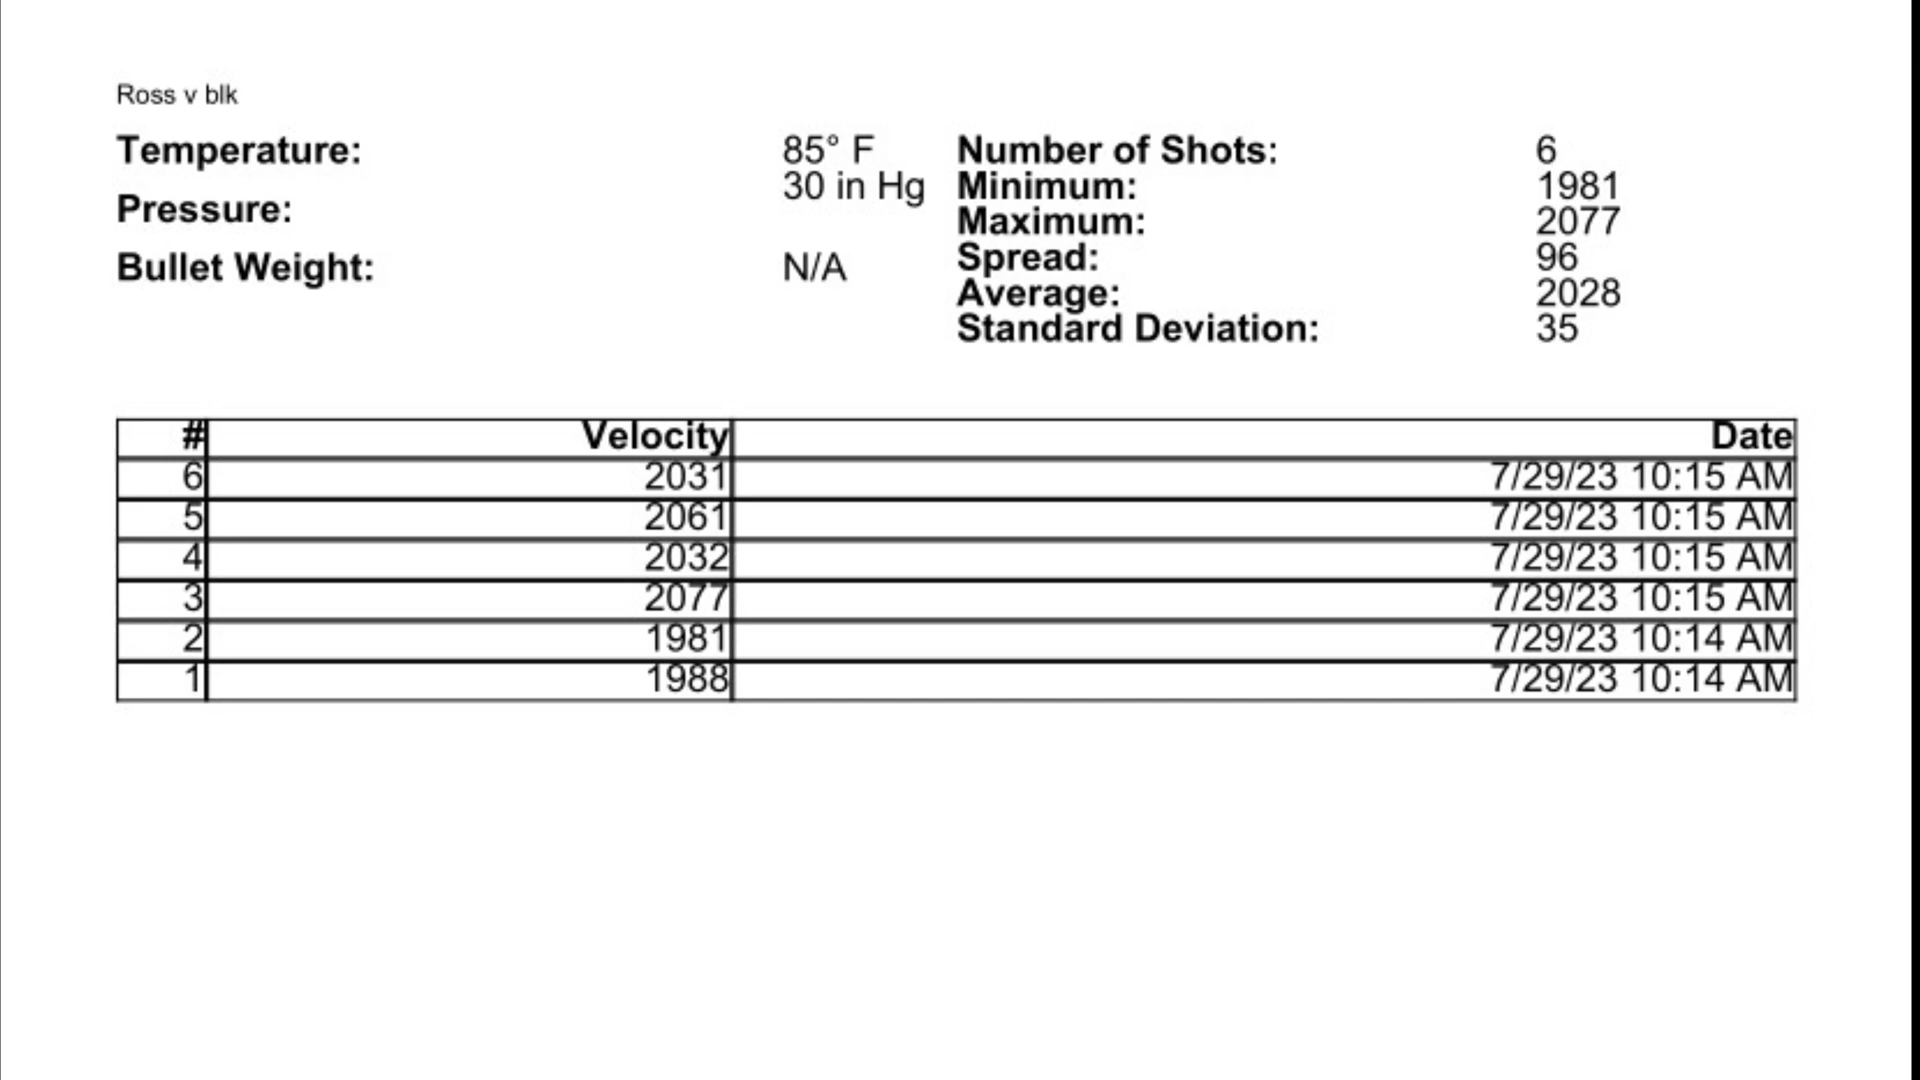 Ross v blk
Temperature: 85° F
Pressure: 30 in Hg
Bullet Weight: N/A
Number of Shots: 6
Minimum: 1981
Maximum: 2077
Spread: 96
Average: 2028
Standard Deviation: 35
# Velocity Date
6 2031 7/29/23 10:15 AM
5 2061 7/29/23 10:15 AM
4 2032 7/29/23 10:15 AM
3 2077 7/29/23 10:15 AM
2 1981 7/29/23 10:14 AM
1 1988 7/29/23 10:14 AM